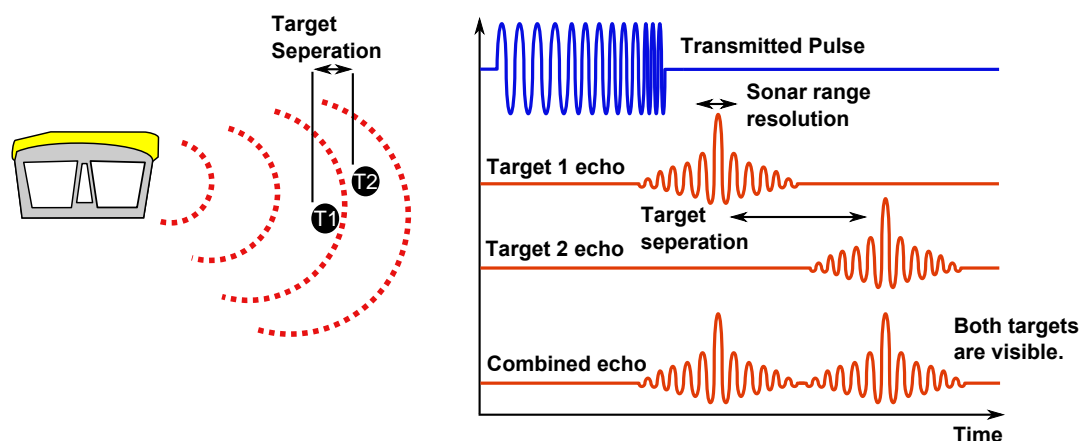 Target
Seperation
T1
T2
Transmitted Pulse
Sonar range
resolution
Target 1 echo
Target
seperation
Target 2 echo
Combined echo
Both targets
are visible.
Time